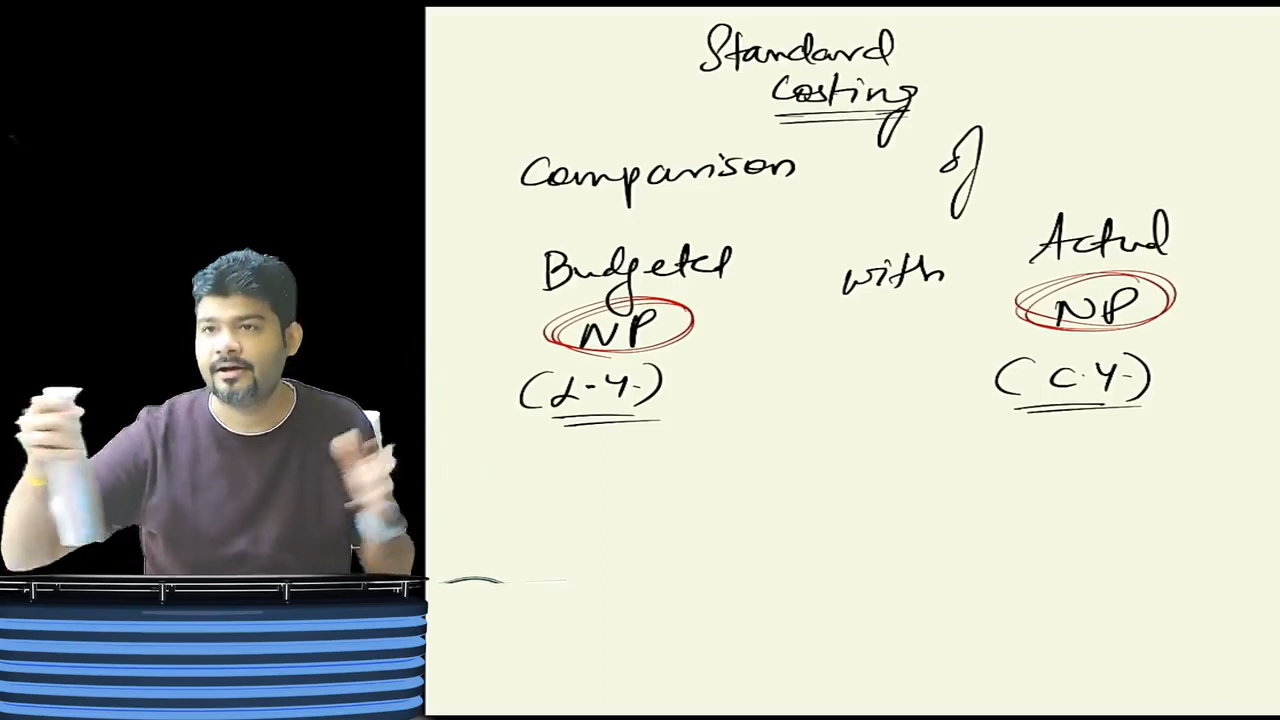 Standard
Costing
Comparison of
Budgeted with Actual
NP NP
(L.Y.) (C.Y.)